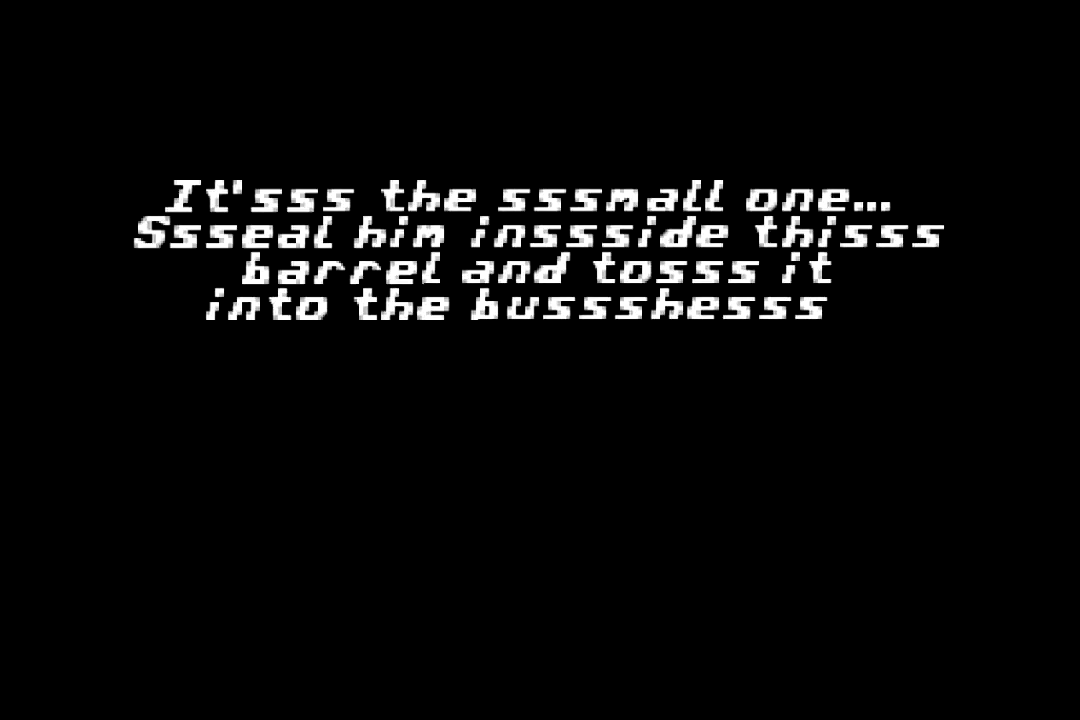 It'sss the sssmall one...
Ssseal him inssside thisss
barrel and tosss it
into the bussshesss